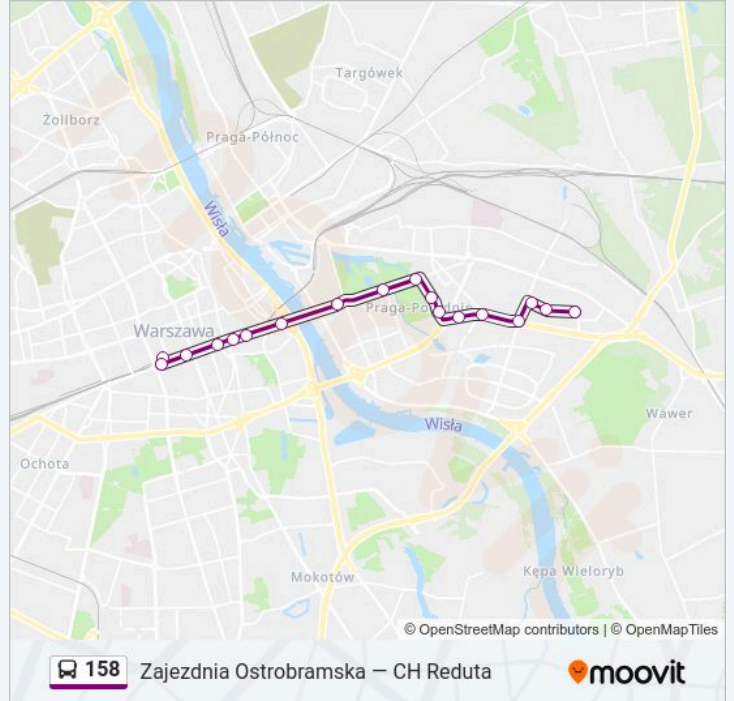 Targówek
Żoliborz
Praga-Północ
Wisła
Praga-Południe
Warszawa
Wawer
Wisła
Ochota
Kępa Wieloryb
Mokotów
© OpenStreetMap contributors | © OpenMapTiles
158 Zajezdnia Ostrobramska — CH Reduta moovit